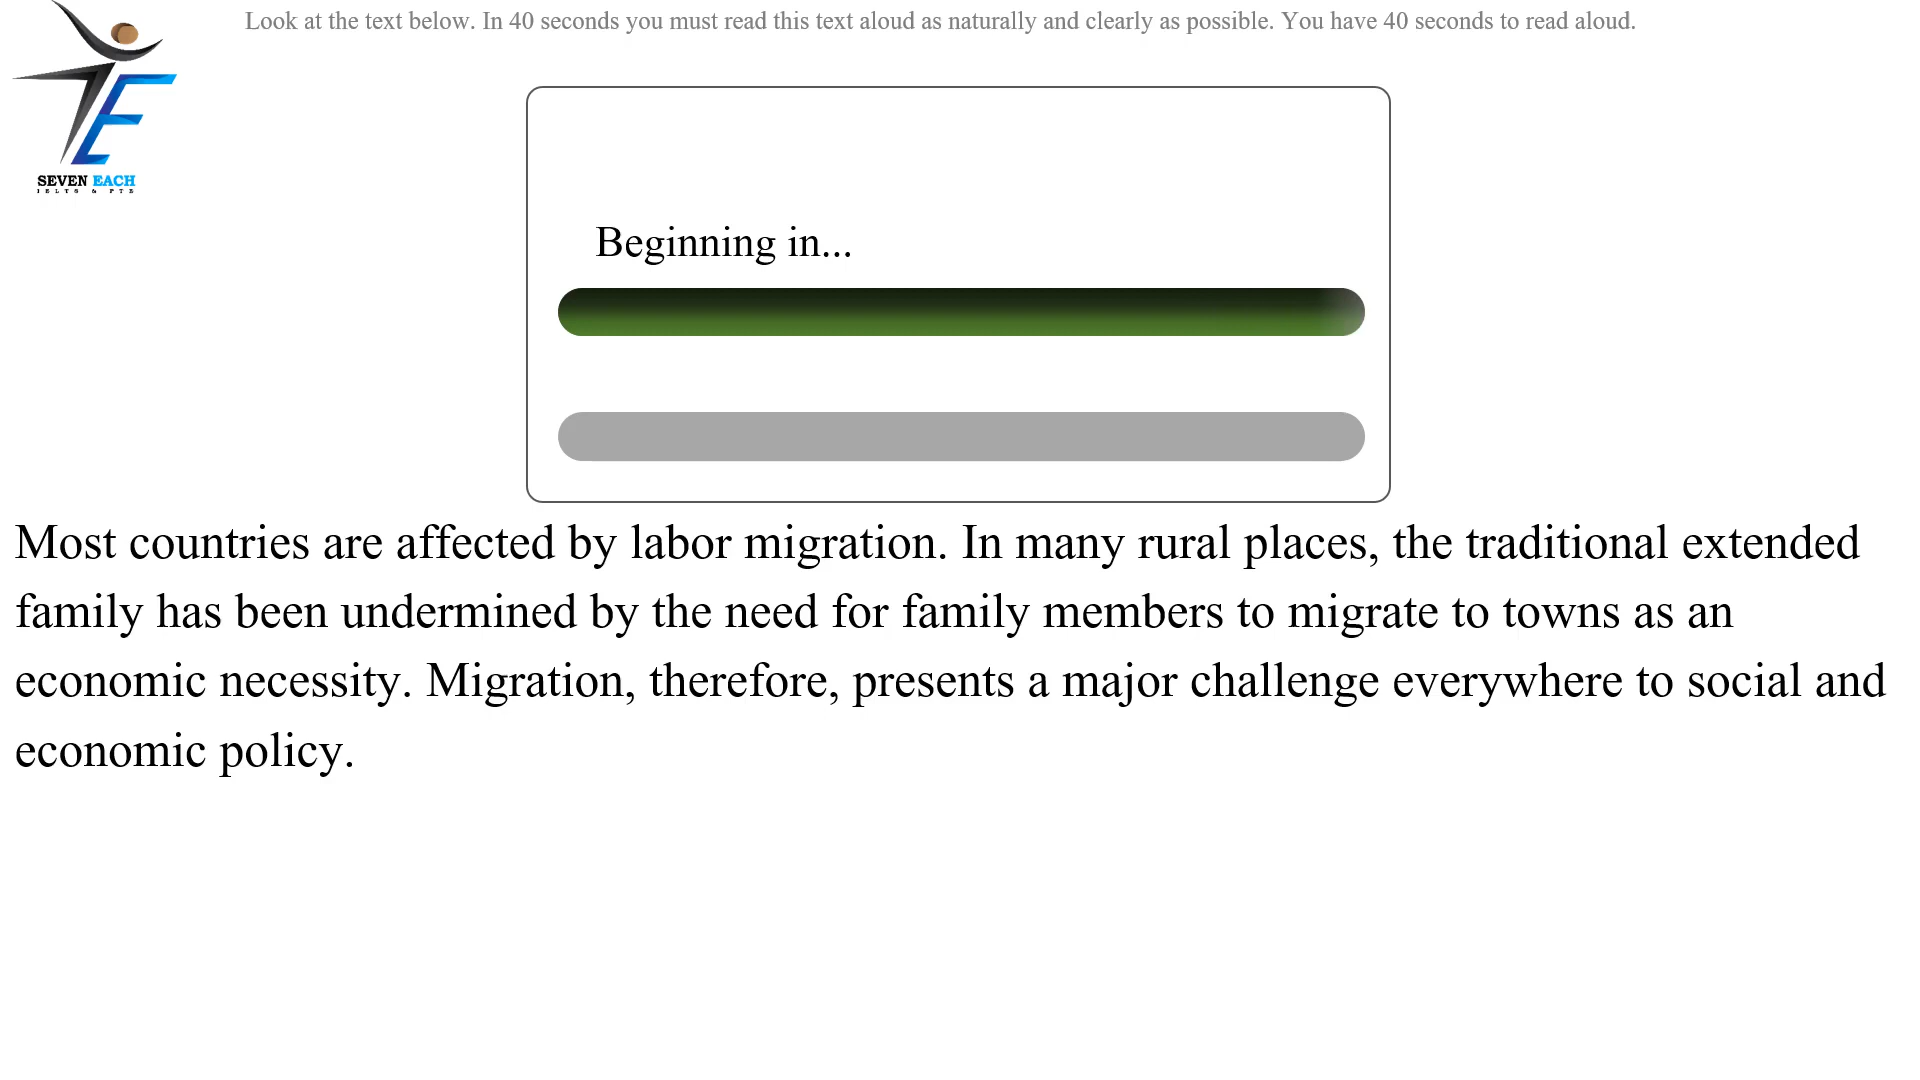 Look at the text below. In 40 seconds you must read this text aloud as naturally and clearly as possible. You have 40 seconds to read aloud.
SEVEN EACH
IELTS & PTE
Beginning in...
Most countries are affected by labor migration. In many rural places, the traditional extended
family has been undermined by the need for family members to migrate to towns as an
economic necessity. Migration, therefore, presents a major challenge everywhere to social and
economic policy.